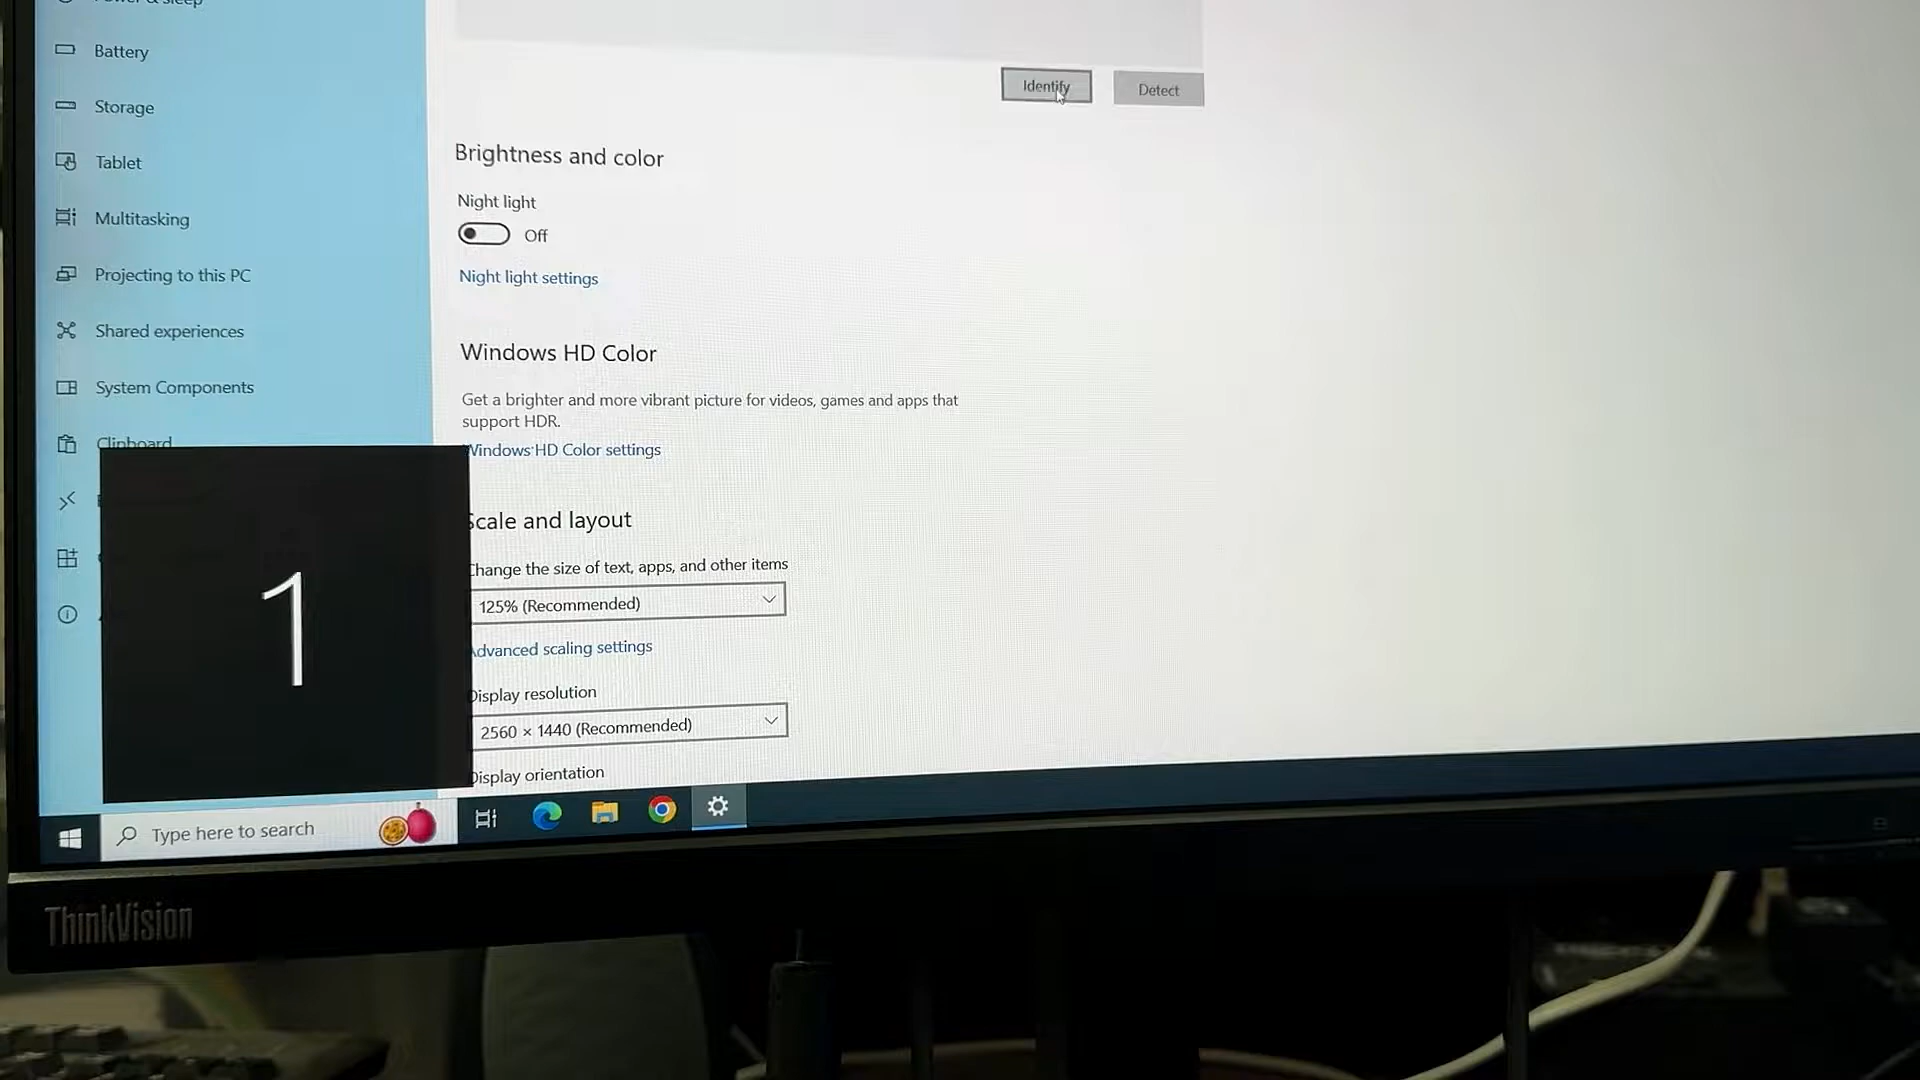 Battery
Storage
Tablet
Multitasking
Projecting to this PC
Shared experiences
System Components
Clipboard
1
Identify
Detect
Brightness and color
Night light
Off
Night light settings
Windows HD Color
Get a brighter and more vibrant picture for videos, games and apps that
support HDR.
Windows HD Color settings
Scale and layout
Change the size of text, apps, and other items
125% (Recommended)
Advanced scaling settings
Display resolution
2560 × 1440 (Recommended)
Display orientation
Type here to search
ThinkVision